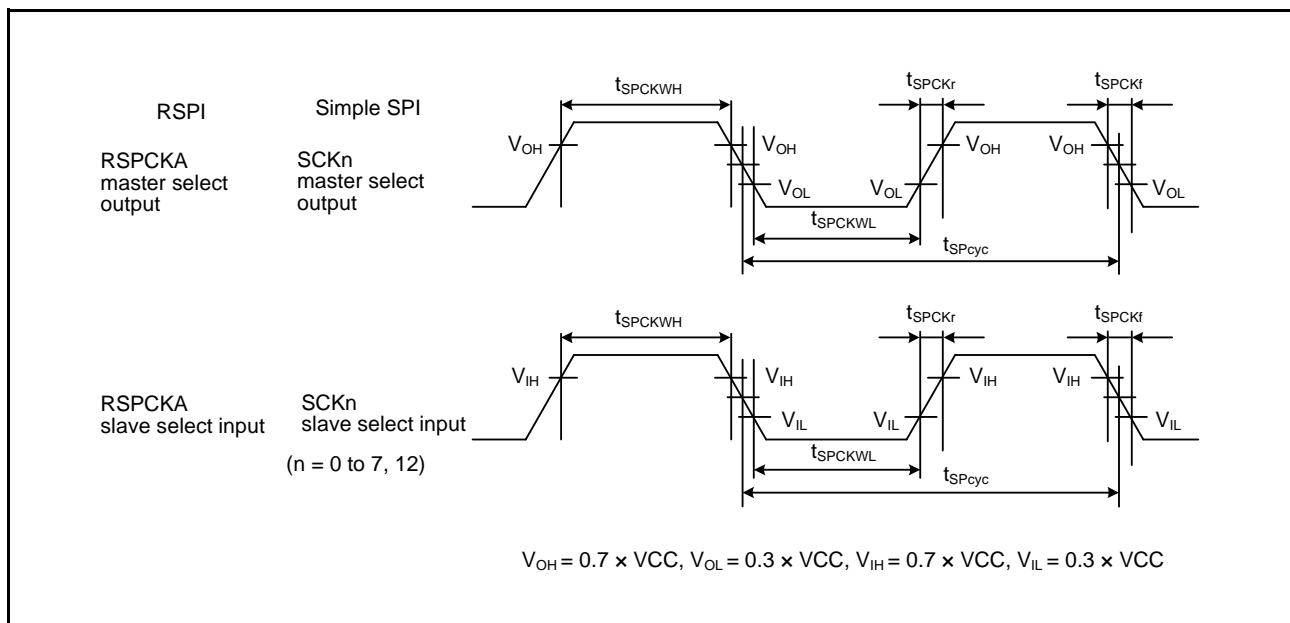 RSPI
Simple SPI
RSPCKA
master select
output
SCKn
master select
output
tSPCKWH
tSPCKr
tSPCKf
VOH
VOH
VOH
VOH
VOL
VOL
VOL
tSPCKWL
tSPcyc
RSPCKA
slave select input
SCKn
slave select input
(n = 0 to 7, 12)
tSPCKWH
tSPCKr
tSPCKf
VIH
VIH
VIH
VIH
VIL
VIL
VIL
tSPCKWL
tSPcyc
VOH = 0.7 × VCC, VOL = 0.3 × VCC, VIH = 0.7 × VCC, VIL = 0.3 × VCC